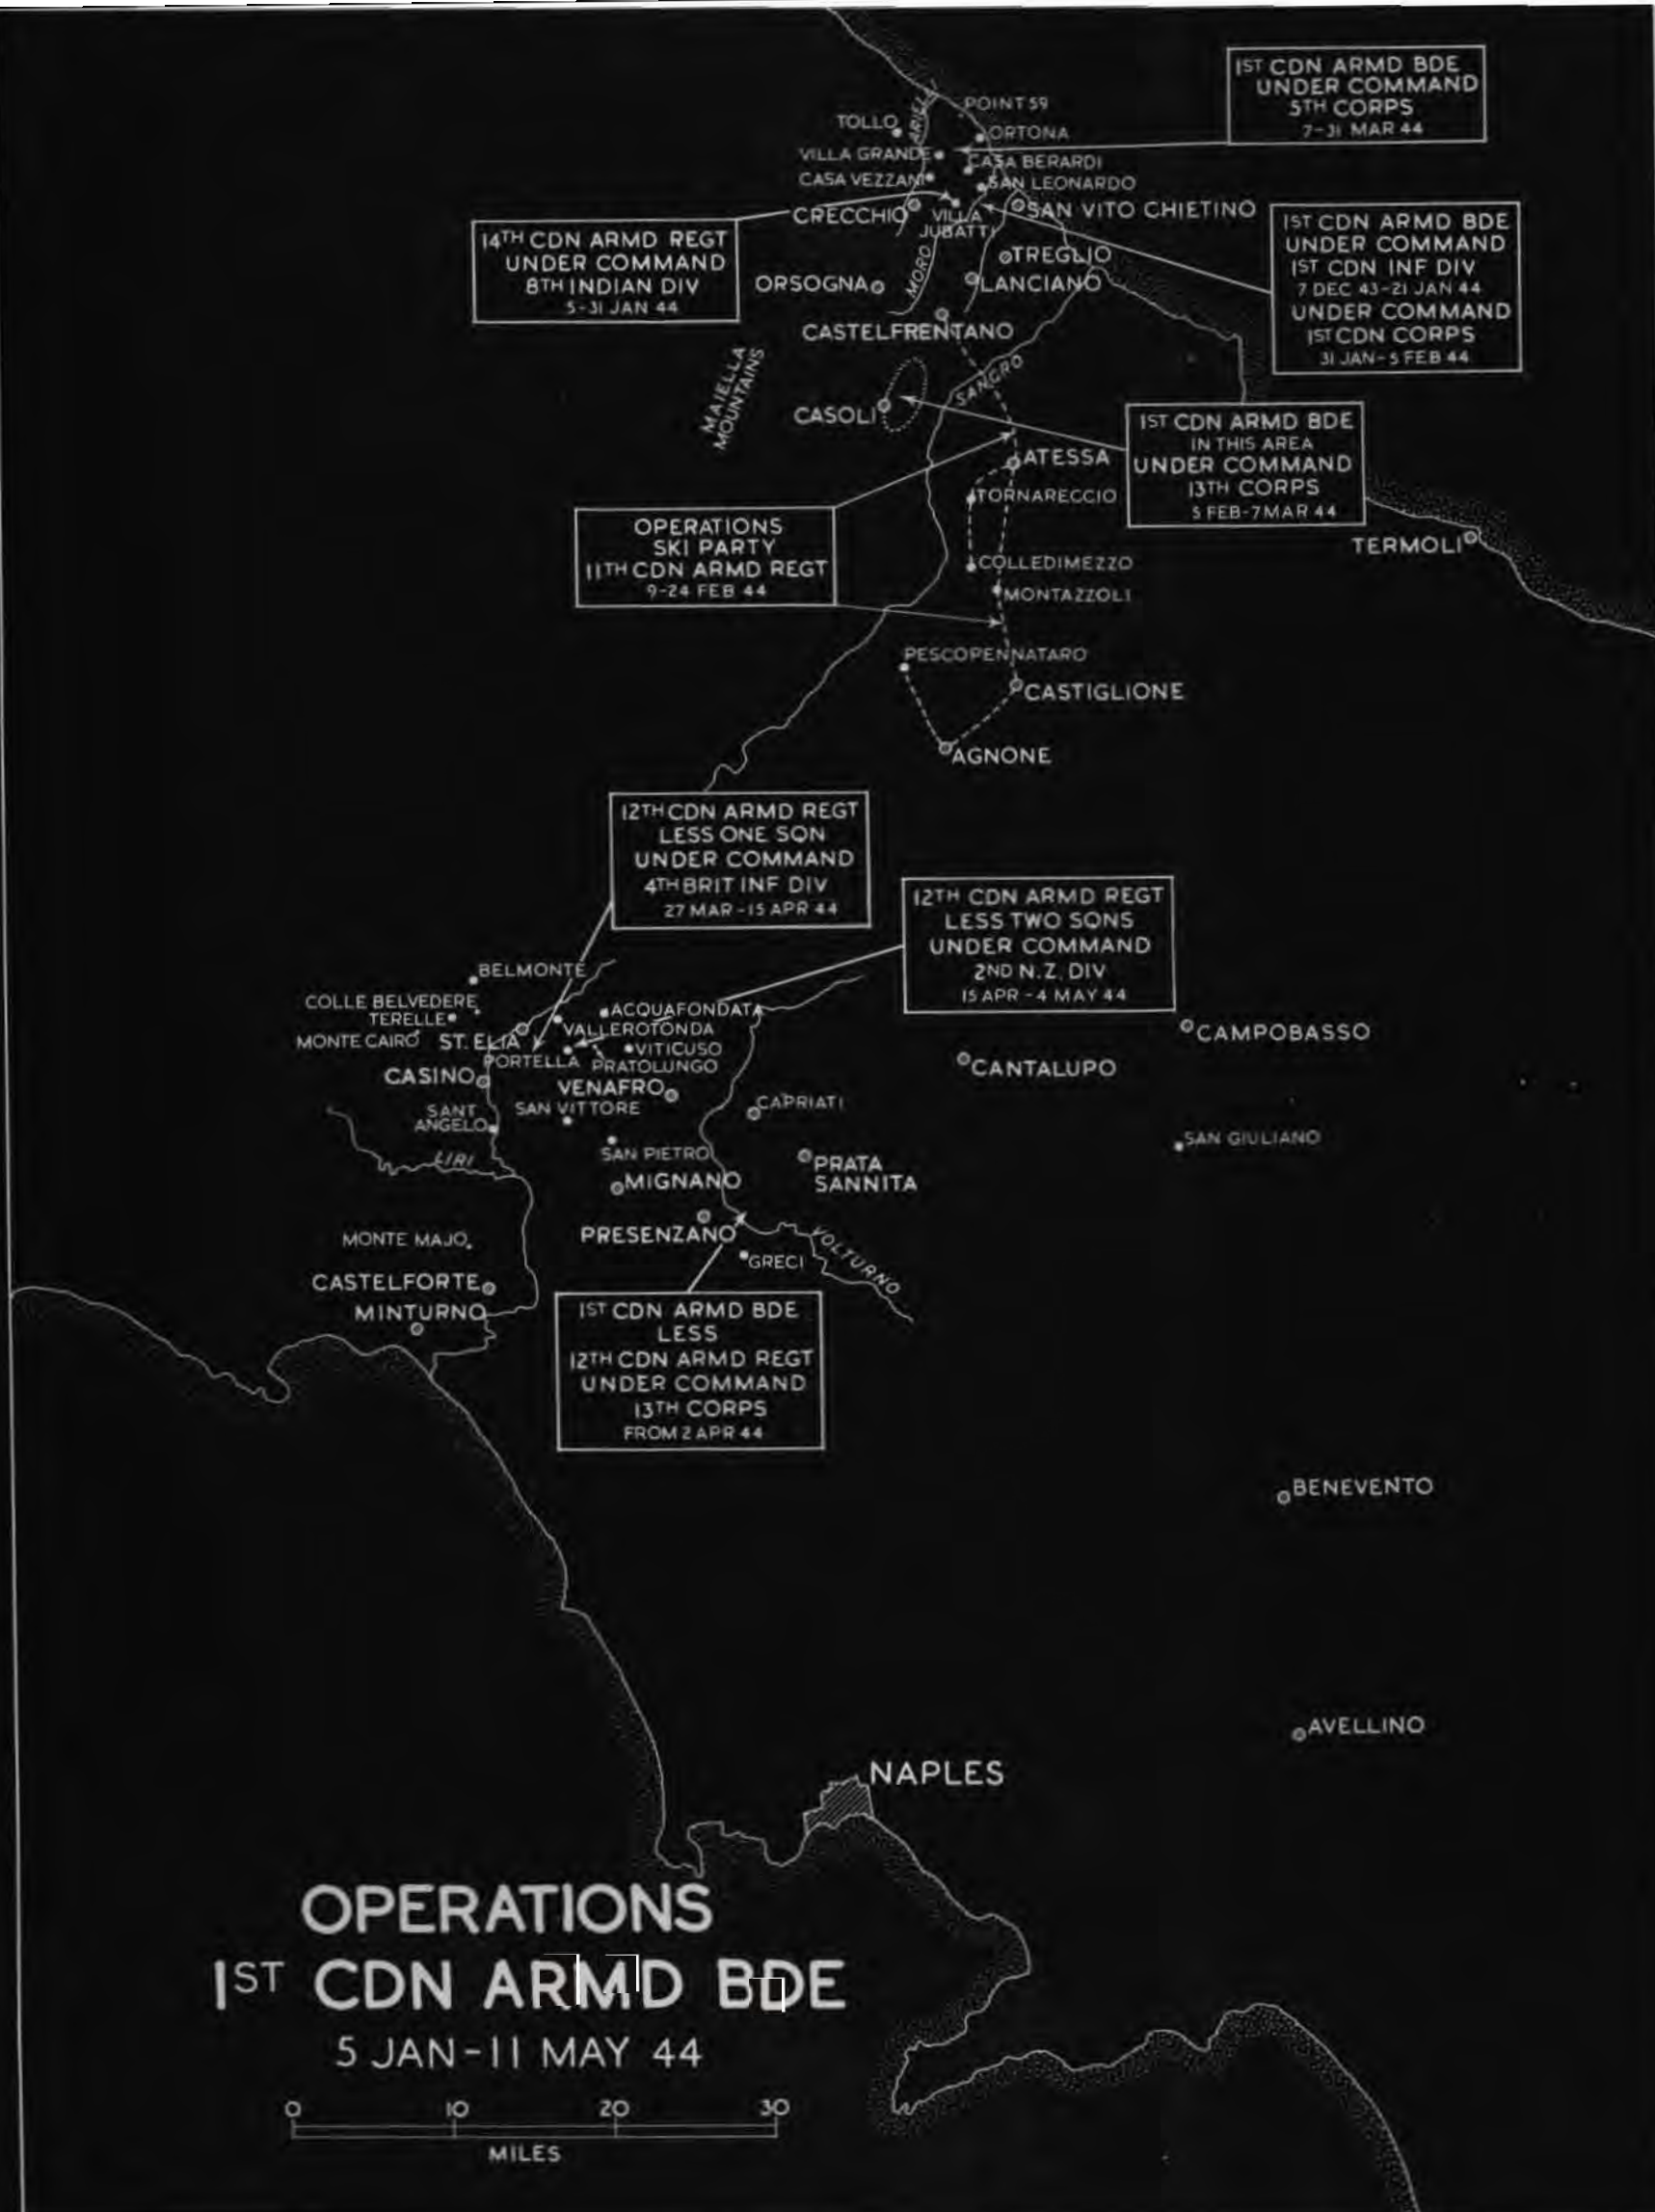 1ST CDN ARMD BDE
UNDER COMMAND
5TH CORPS
7-31 MAR 44
POINT 59
TOLLO
ARIELLI
ORTONA
VILLA GRANDE
CASA BERARDI
CASA VEZZANI
SAN LEONARDO
CRECCHIO
VILLA
JUBATTI
SAN VITO CHIETINO
14TH CDN ARMD REGT
UNDER COMMAND
8TH INDIAN DIV
5-31 JAN 44
1ST CDN ARMD BDE
UNDER COMMAND
1ST CDN INF DIV
7 DEC 43-21 JAN 44
UNDER COMMAND
1ST CDN CORPS
31 JAN-5 FEB 44
TREGLIO
ORSOGNA
MORO
LANCIANO
CASTELFRENTANO
MAIELLA
MOUNTAINS
SANGRO
CASOLI
1ST CDN ARMD BDE
IN THIS AREA
UNDER COMMAND
13TH CORPS
5 FEB-7 MAR 44
ATESSA
TORNARECCIO
OPERATIONS
SKI PARTY
11TH CDN ARMD REGT
9-24 FEB 44
TERMOLI
COLLEDIMEZZO
MONTAZZOLI
PESCOPENNATARO
CASTIGLIONE
AGNONE
12TH CDN ARMD REGT
LESS ONE SQN
UNDER COMMAND
4TH BRIT INF DIV
27 MAR-15 APR 44
12TH CDN ARMD REGT
LESS TWO SQNS
UNDER COMMAND
2ND N.Z. DIV
15 APR-4 MAY 44
BELMONTE
COLLE BELVEDERE
TERELLE
ACQUAFONDATA
VALLEROTONDA
MONTE CAIRO
ST. ELIA
VITICUSO
PORTELLA
PRATOLUNGO
CAMPOBASSO
CANTALUPO
CASINO
VENAFRO
SANT
ANGELO
SAN VITTORE
CAPRIATI
SAN GIULIANO
LIRI
SAN PIETRO
PRATA
SANNITA
MIGNANO
MONTE MAJO
PRESENZANO
VOLTURNO
GRECI
CASTELFORTE
MINTURNO
1ST CDN ARMD BDE
LESS
12TH CDN ARMD REGT
UNDER COMMAND
13TH CORPS
FROM 2 APR 44
BENEVENTO
AVELLINO
NAPLES
OPERATIONS
1ST CDN ARMD BDE
5 JAN-11 MAY 44
0 10 20 30
MILES